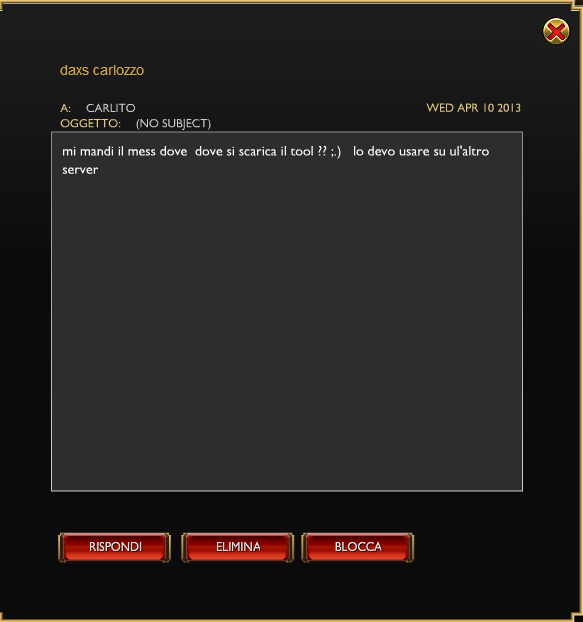 daxs carlozzo
A: CARLITO WED APR 10 2013
OGGETTO: (NO SUBJECT)
mi mandi il mess dove dove si scarica il tool ?? ;.) lo devo usare su ul'altro
server
RISPONDI ELIMINA BLOCCA